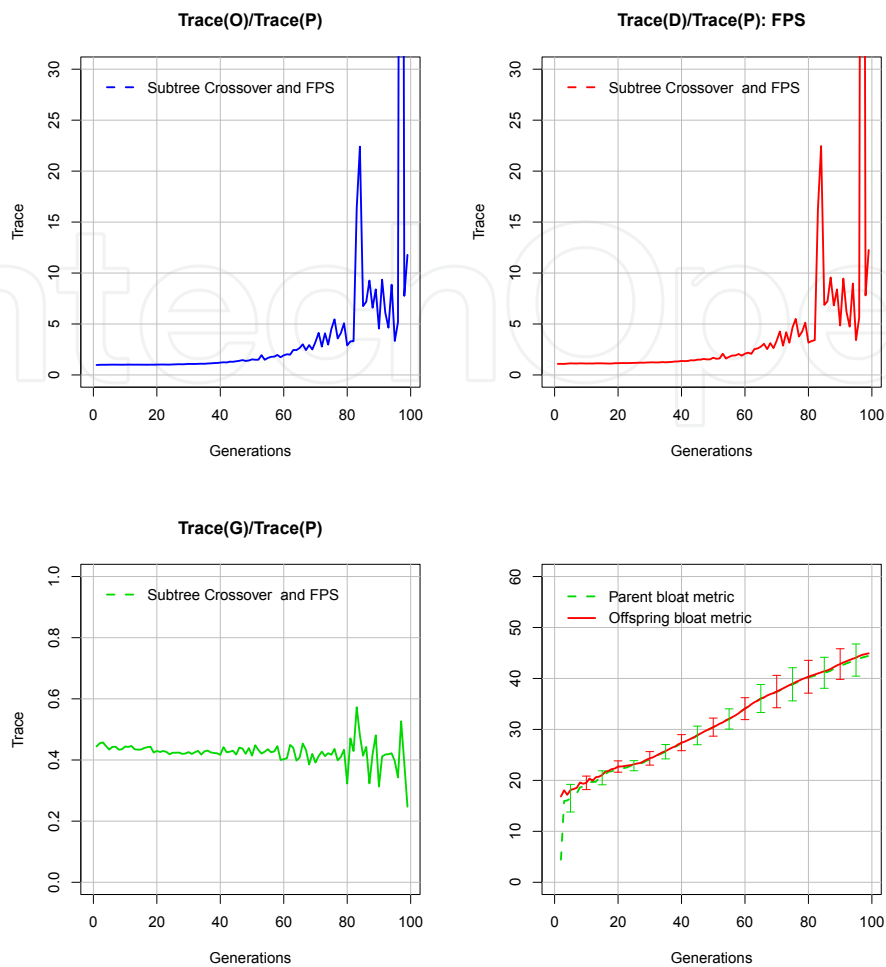 Trace(O)/Trace(P)
30
25
20
15
10
5
0
Trace
Subtree Crossover and FPS
0 20 40 60 80 100
Generations
Trace(D)/Trace(P): FPS
30
25
20
15
10
5
0
Trace
Subtree Crossover and FPS
0 20 40 60 80 100
Generations
Trace(G)/Trace(P)
1.0
0.8
0.6
0.4
0.2
0.0
Trace
Subtree Crossover and FPS
0 20 40 60 80 100
Generations
60
50
40
30
20
10
0
Parent bloat metric
Offspring bloat metric
0 20 40 60 80 100
Generations
ntechOpe